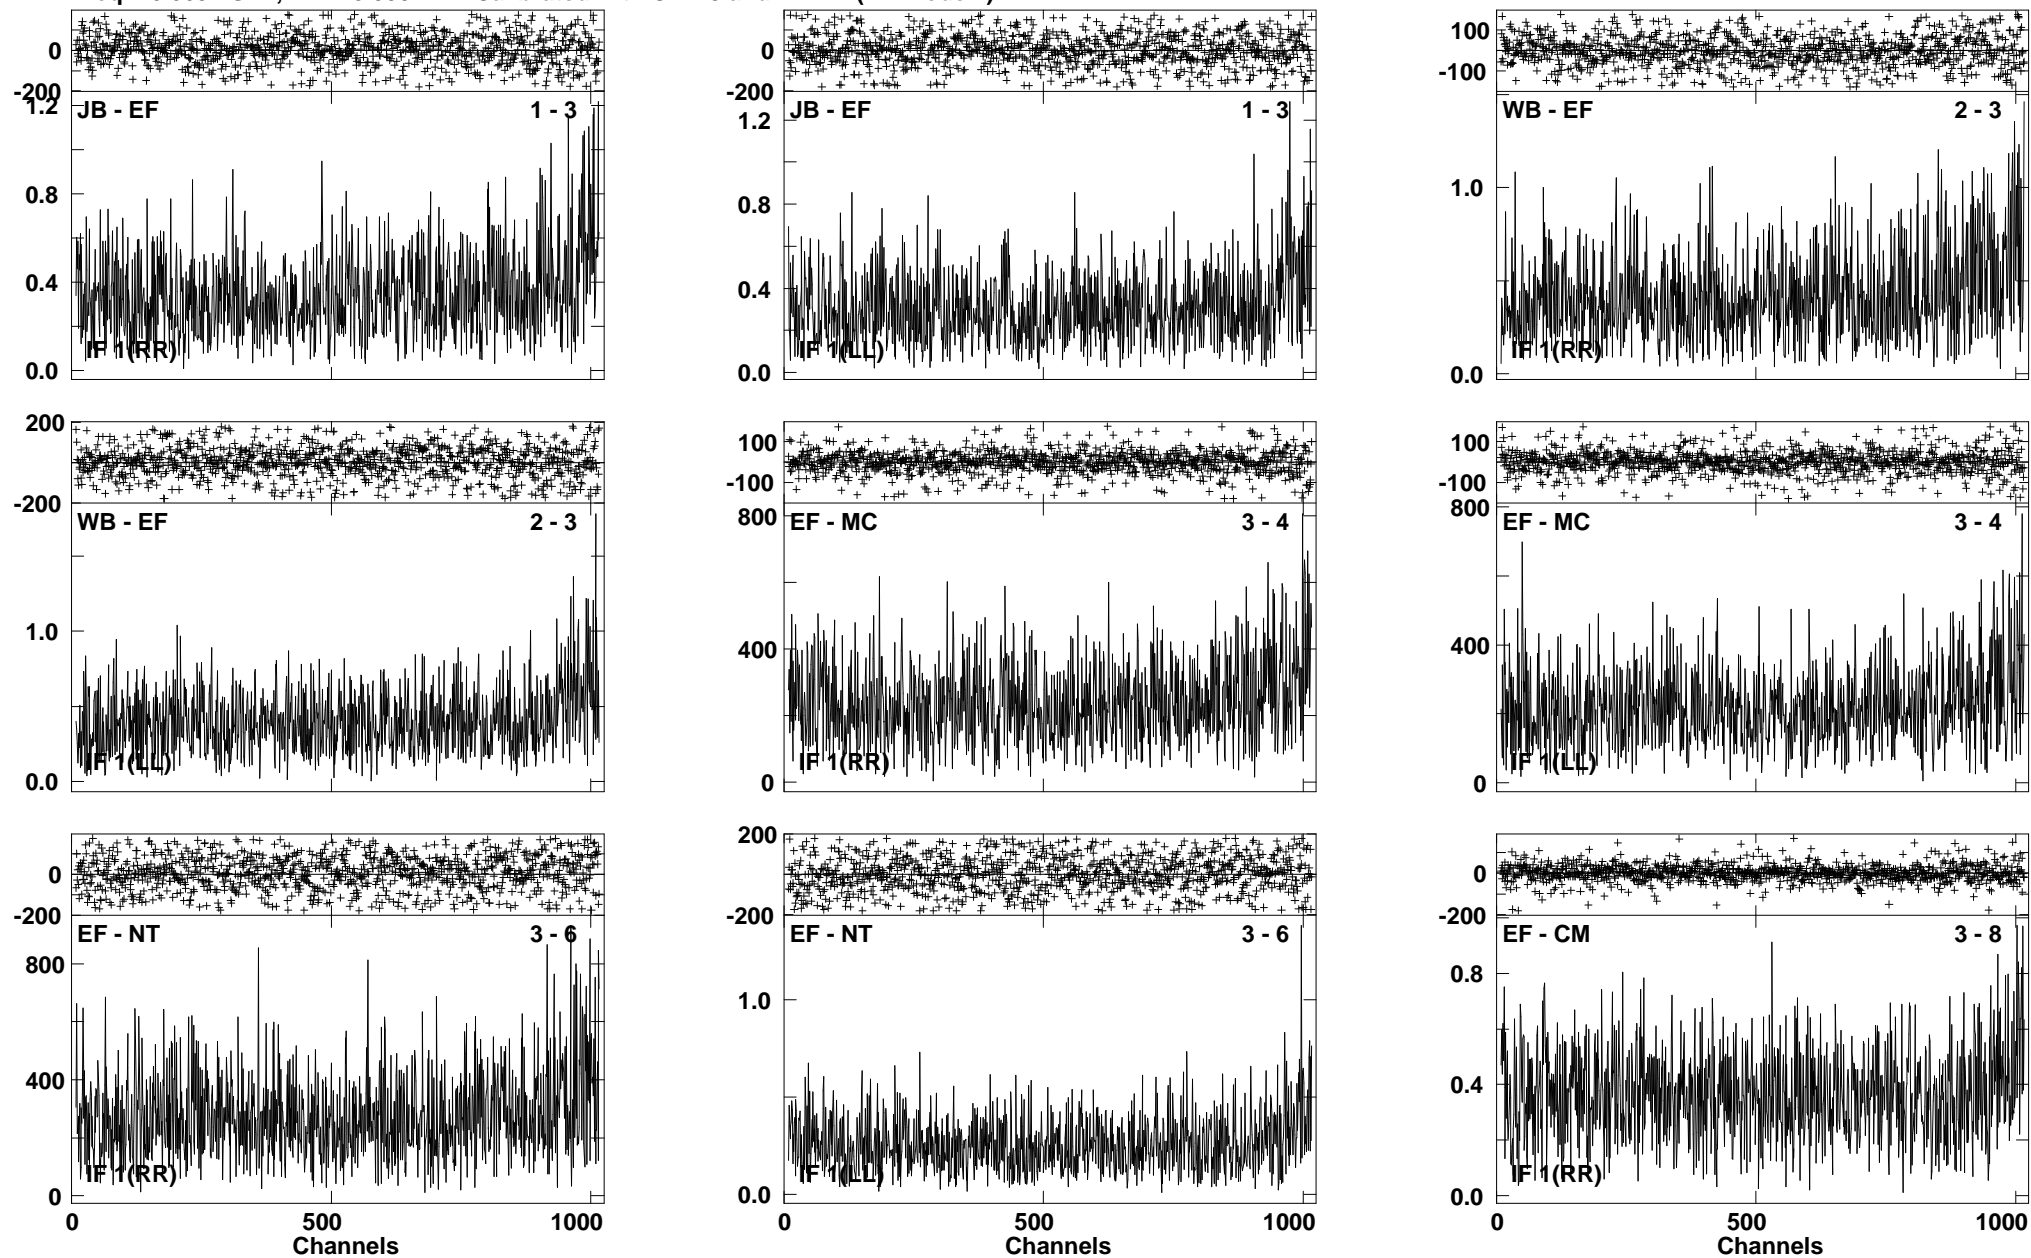 0 0 100
-200 -200 -100
1.2 JB - EF 1 - 3 1.2 JB - EF 1 - 3 WB - EF 2 - 3
0.8 0.8 1.0
0.4 0.4
IF 1(RR) IF 1(LL) IF 1(RR)
0.0 0.0 0.0
200 100 100
-200 -100 -100
WB - EF 2 - 3 800 EF - MC 3 - 4 800 EF - MC 3 - 4
1.0 400 400
IF 1(LL) IF 1(RR) IF 1(LL)
0.0 0 0
0 200 0
-200 -200 -200
EF - NT 3 - 6 EF - NT 3 - 6 EF - CM 3 - 8
800 1.0 0.8
400 0.4
IF 1(RR) IF 1(LL) IF 1(RR)
0 0.0 0.0
0 500 1000 0 500 1000 0 500 1000
Channels Channels Channels